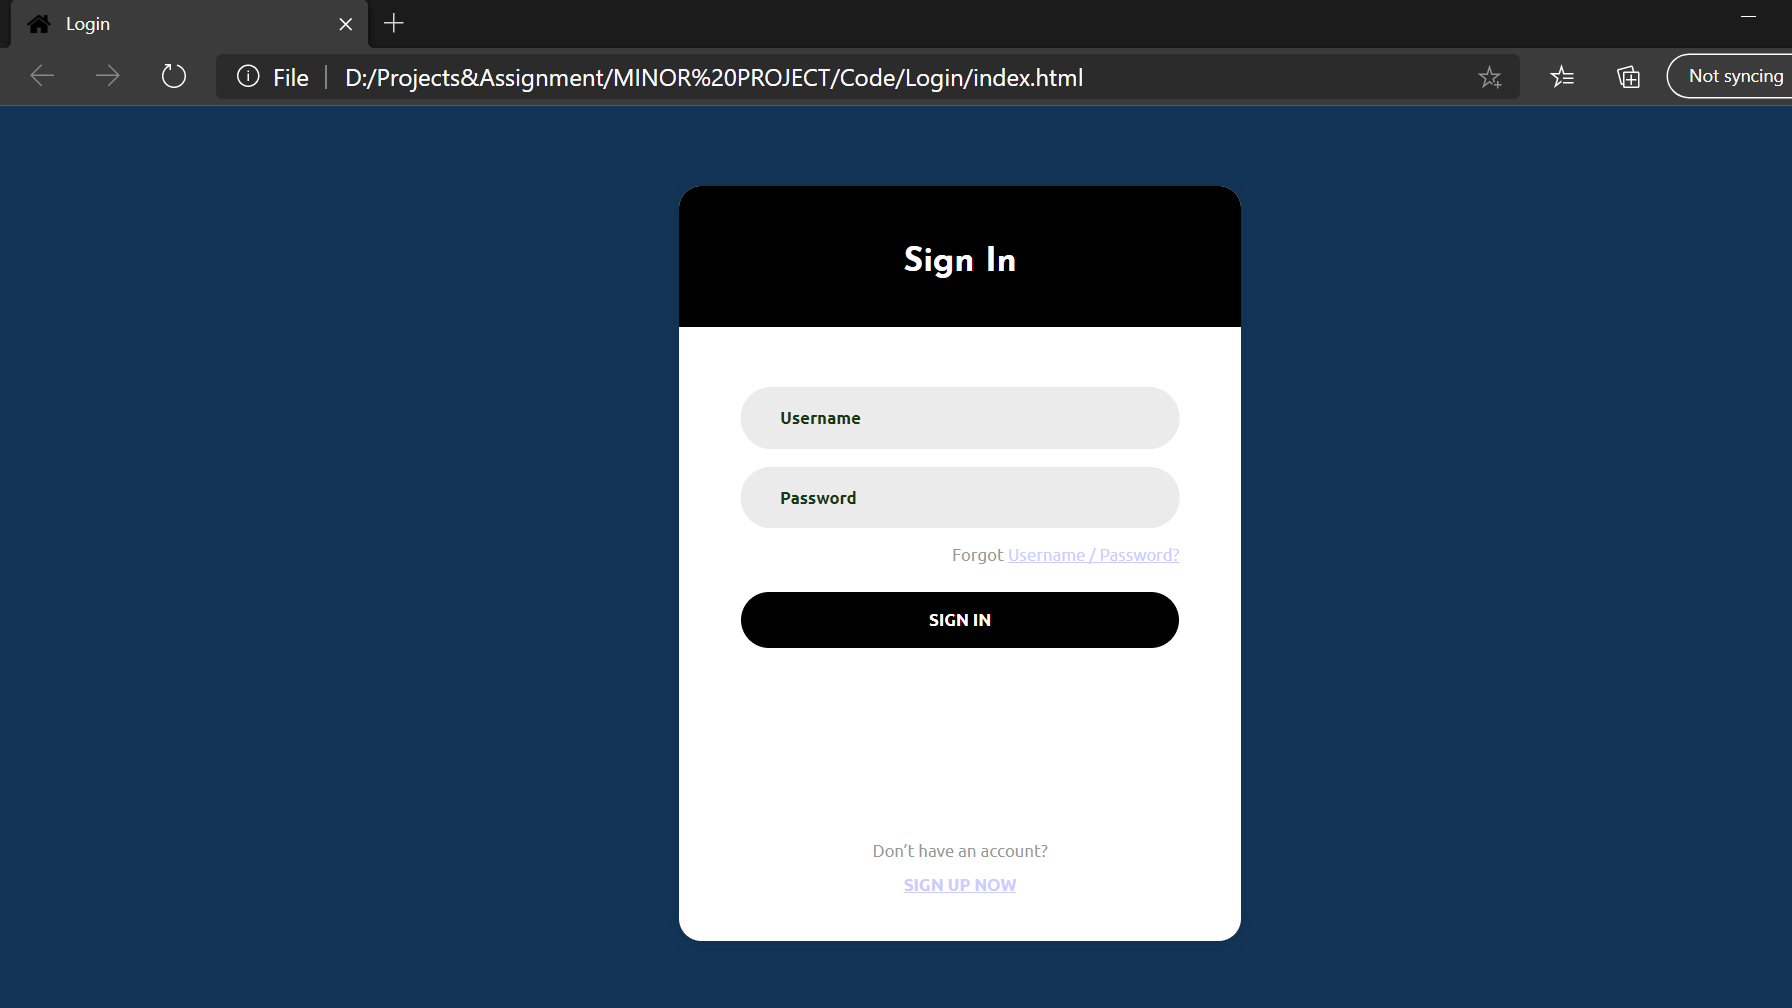 Login
File D:/Projects&Assignment/MINOR%20PROJECT/Code/Login/index.html
Not syncing
Sign In
Username
Password
Forgot Username / Password?
SIGN IN
Don’t have an account?
SIGN UP NOW